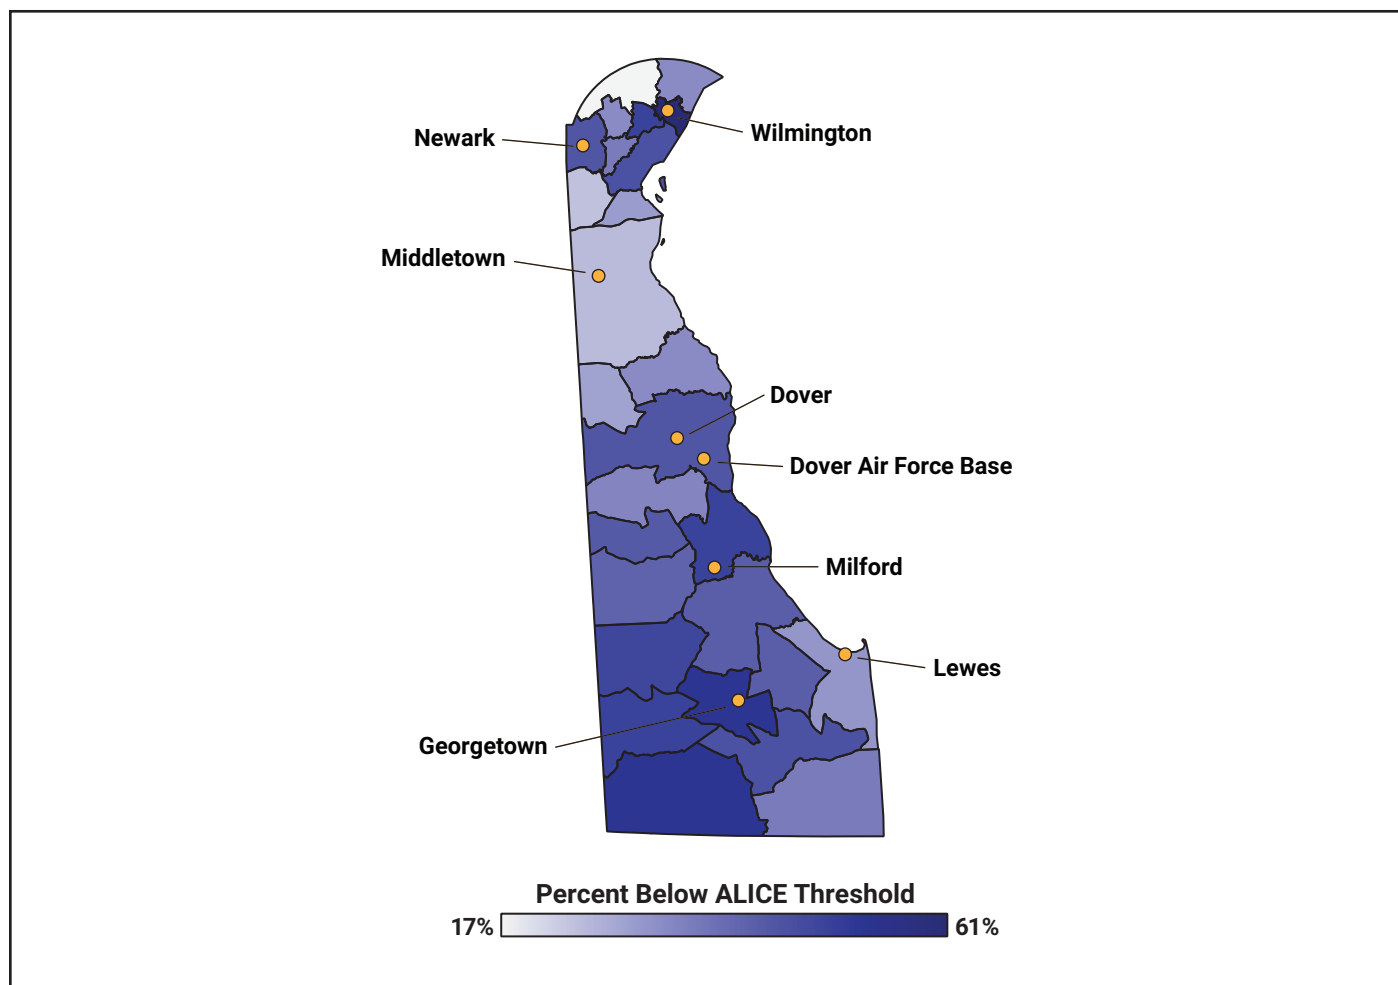 Newark
Wilmington
Middletown
Dover
Dover Air Force Base
Milford
Lewes
Georgetown
Percent Below ALICE Threshold
17%
61%